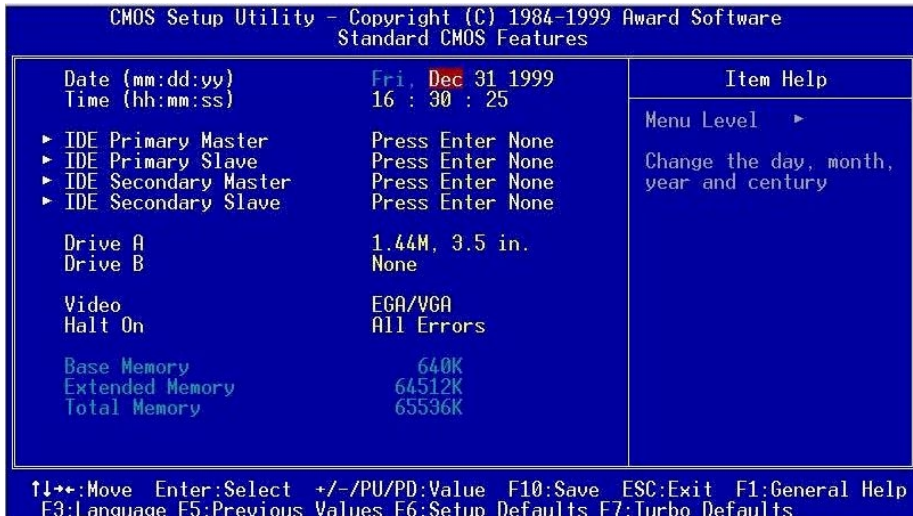 CMOS Setup Utility – Copyright (C) 1984–1999 Award Software
Standard CMOS Features
Date (mm:dd:yy) Fri, Dec 31 1999
Time (hh:mm:ss) 16 : 30 : 25
► IDE Primary Master Press Enter None
► IDE Primary Slave Press Enter None
► IDE Secondary Master Press Enter None
► IDE Secondary Slave Press Enter None
Drive A 1.44M, 3.5 in.
Drive B None
Video EGA/VGA
Halt On All Errors
Base Memory 640K
Extended Memory 64512K
Total Memory 65536K
Item Help
Menu Level ►
Change the day, month,
year and century
↑↓→←:Move Enter:Select +/-/PU/PD:Value F10:Save ESC:Exit F1:General Help
F3:Language F5:Previous Values F6:Setup Defaults F7:Turbo Defaults